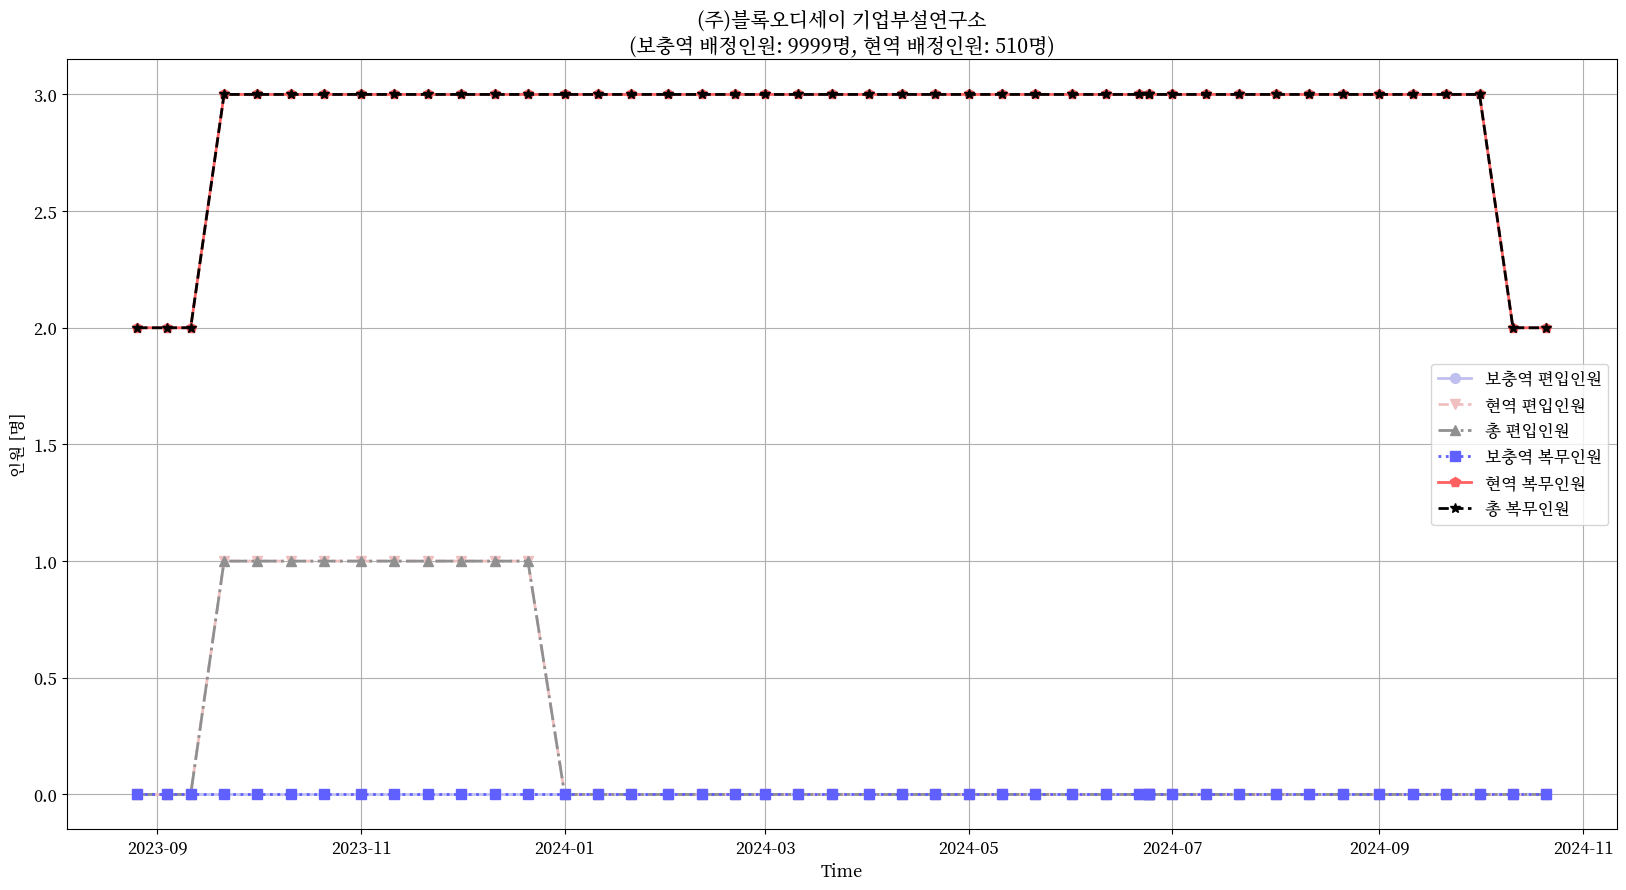 (주)블록오디세이 기업부설연구소
(보충역 배정인원: 9999명, 현역 배정인원: 510명)
인원 [명]
3.0
2.5
2.0
1.5
1.0
0.5
0.0
보충역 편입인원
현역 편입인원
총 편입인원
보충역 복무인원
현역 복무인원
총 복무인원
2023-09
2023-11
2024-01
2024-03
2024-05
2024-07
2024-09
2024-11
Time